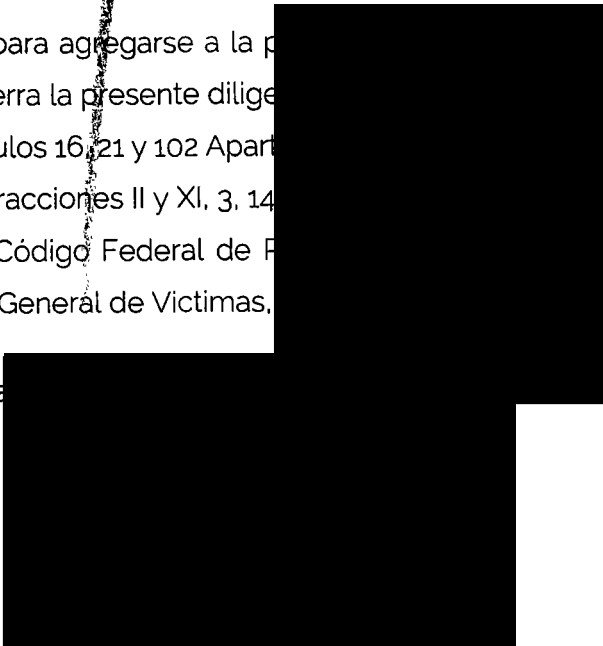 para agregarse a la p
erra la presente dilige
ulos 16, 21 y 102 Apart
racciones II y XI, 3, 14
Código Federal de P
General de Victimas,